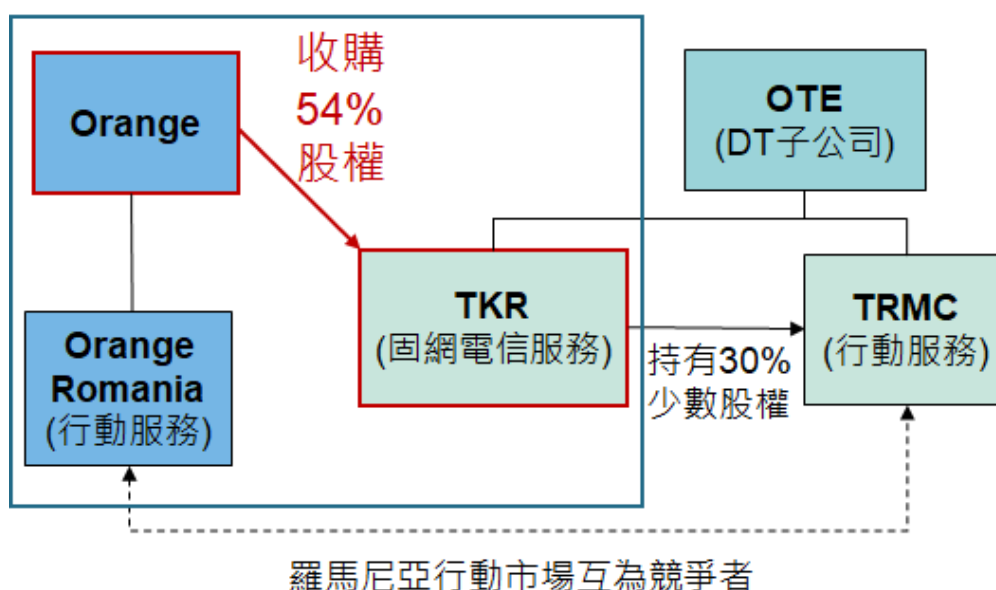 收購
54%
股權
Orange
OTE
(DT子公司)
TKR
(固網電信服務)
TRMC
(行動服務)
持有30%
少數股權
Orange
Romania
(行動服務)
羅馬尼亞行動市場互為競爭者